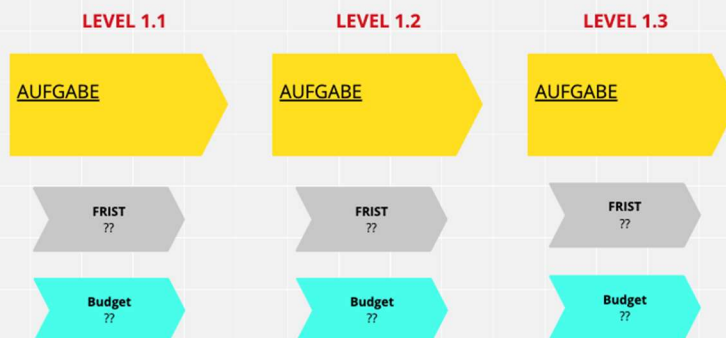 LEVEL 1.1
LEVEL 1.2
LEVEL 1.3
AUFGABE
AUFGABE
AUFGABE
FRIST
??
FRIST
??
FRIST
??
Budget
??
Budget
??
Budget
??